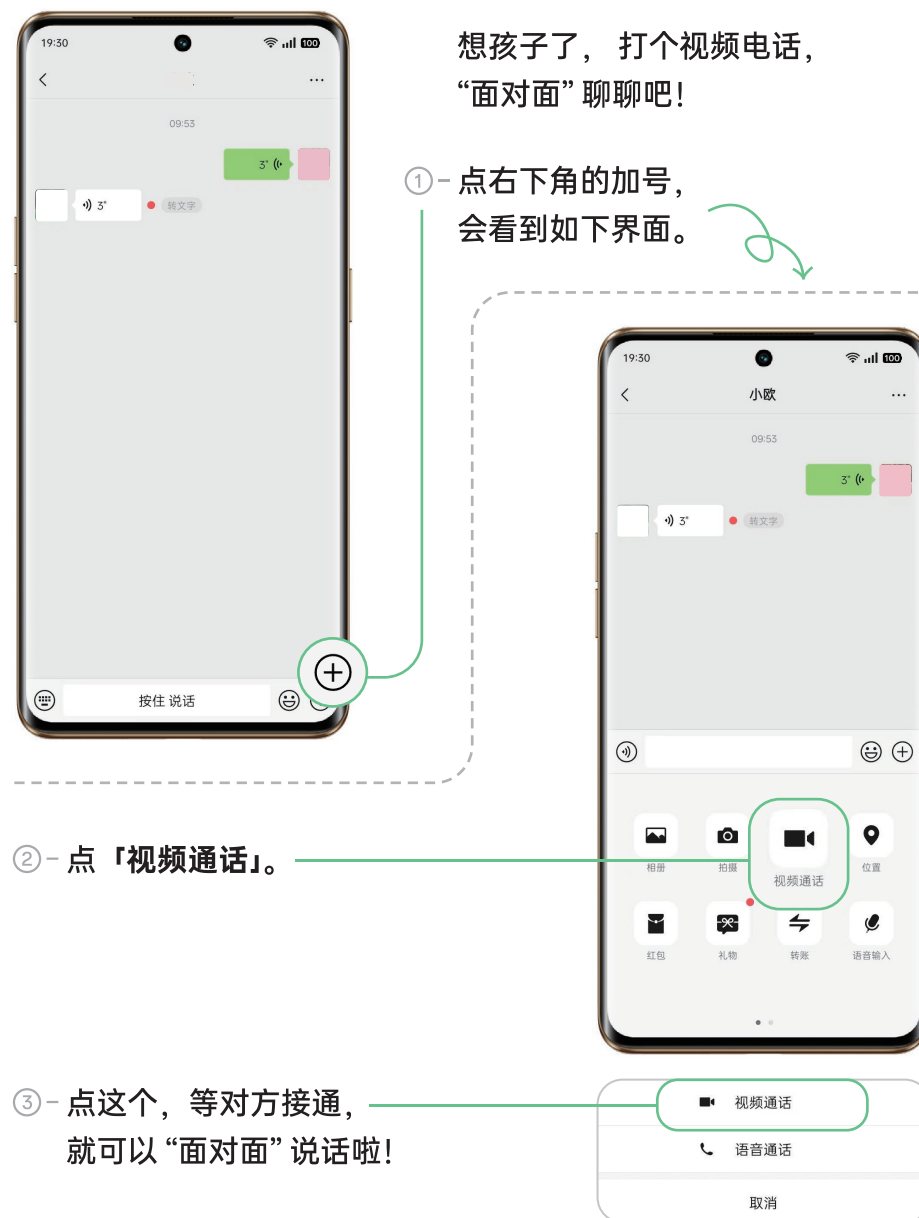 19:30
100
09:53
3"
3"
转文字
按住 说话
想孩子了，打个视频电话，
“面对面”聊聊吧！
①点右下角的加号，
会看到如下界面。
19:30
100
小欧
09:53
3"
3"
转文字
相册 拍摄 视频通话 位置
红包 礼物 转账 语音输入
②点「视频通话」。
③点这个，等对方接通，
就可以“面对面”说话啦！
视频通话
语音通话
取消